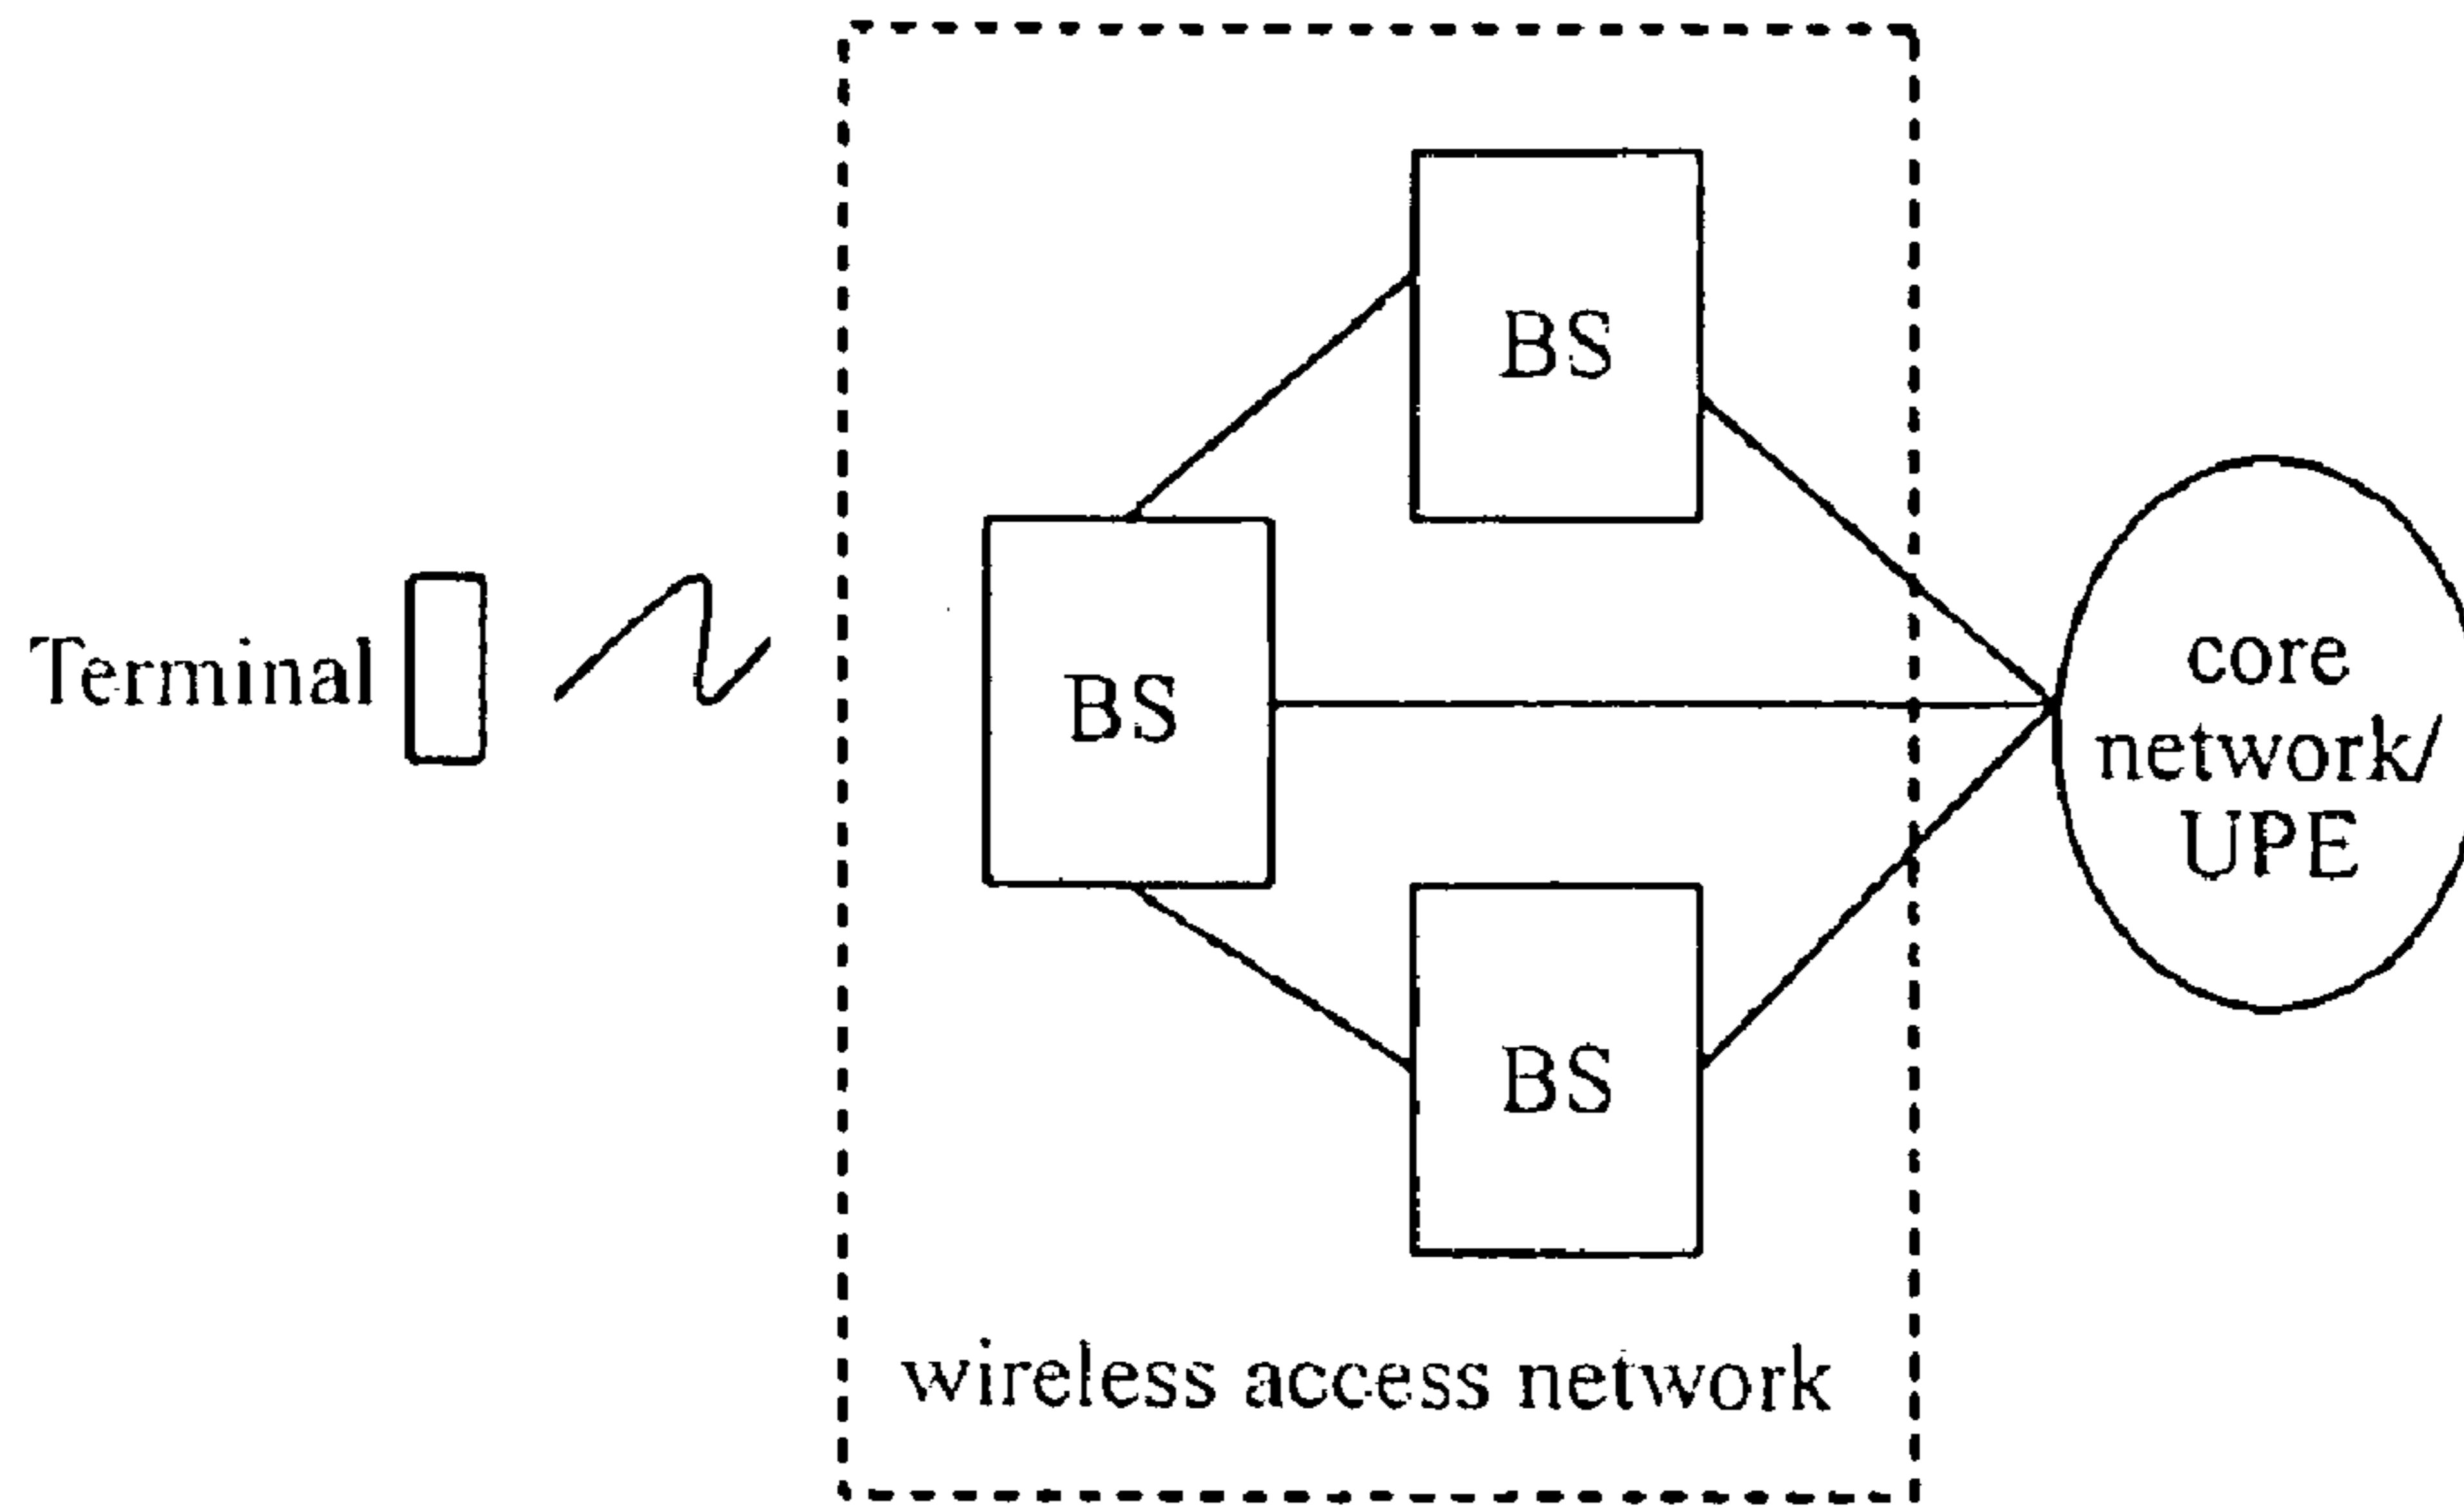 BS
Terminal
BS
core
network/
UPE
BS
wireless access network